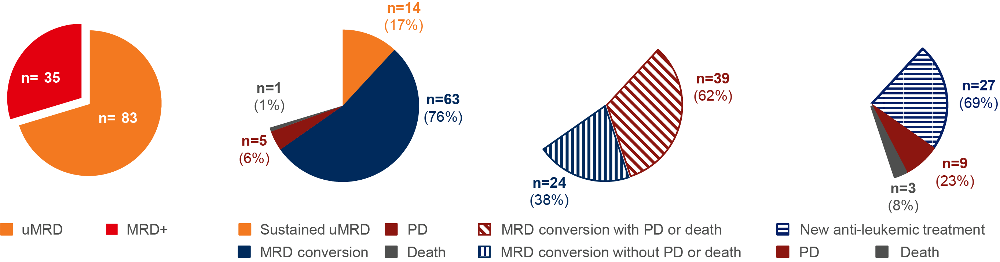 n= 35
n= 83
n=14
(17%)
n=63
(76%)
n=1
(1%)
n=5
(6%)
n=39
(62%)
n=24
(38%)
n=27
(69%)
n=9
(23%)
n=3
(8%)
uMRD
MRD+
Sustained uMRD
PD
MRD conversion
Death
MRD conversion with PD or death
MRD conversion without PD or death
New anti-leukemic treatment
PD
Death